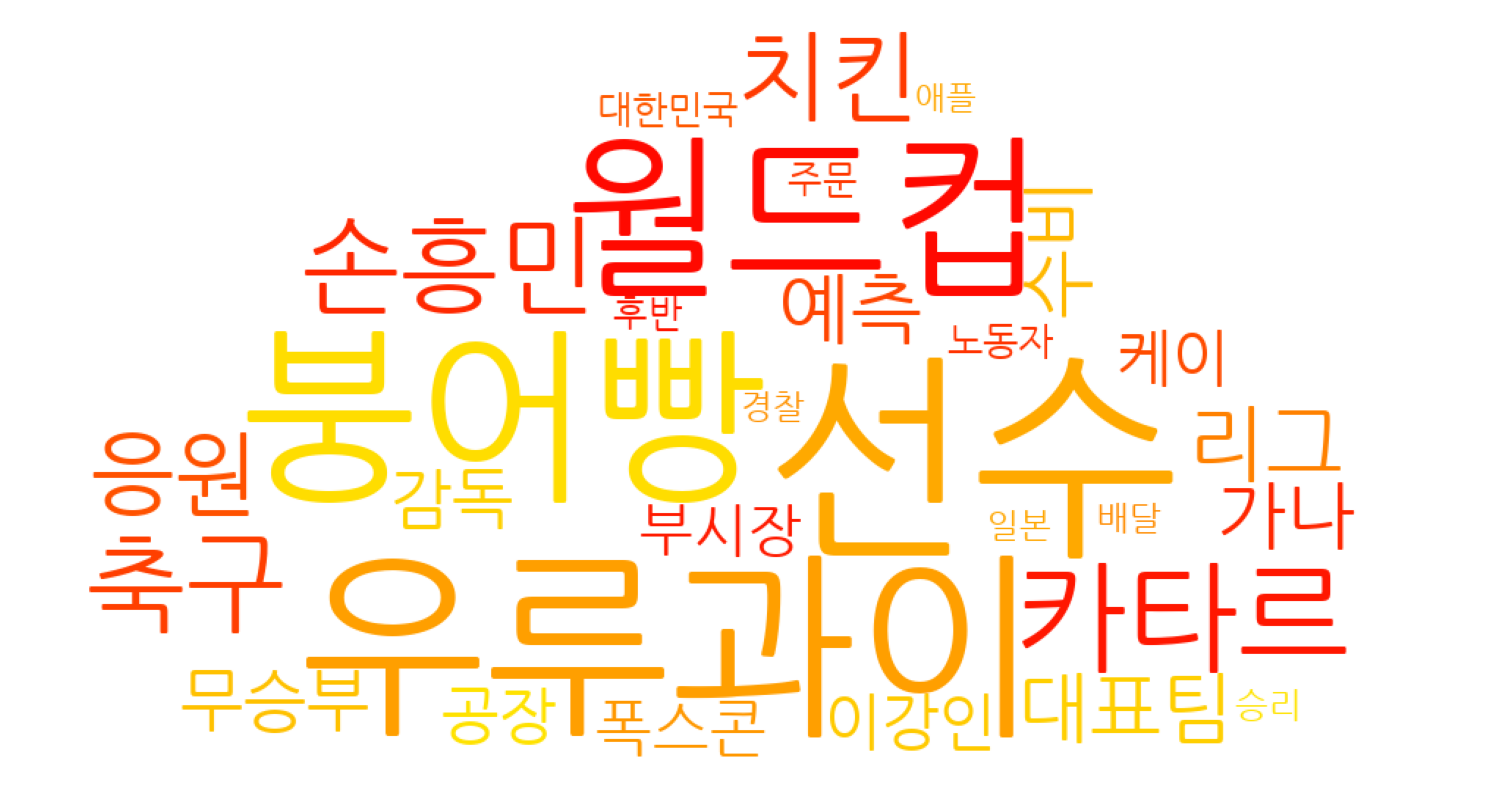 치킨
애플
대한민국
월드컵
주문
수비
손흥민
예측
후반
노동자
케이
붕어빵
선수
경찰
리그
응원
감독
부시장
일본
배달
가나
축구
우루과이
카타르
무승부
공장
폭스콘
이강인
대표팀
승리